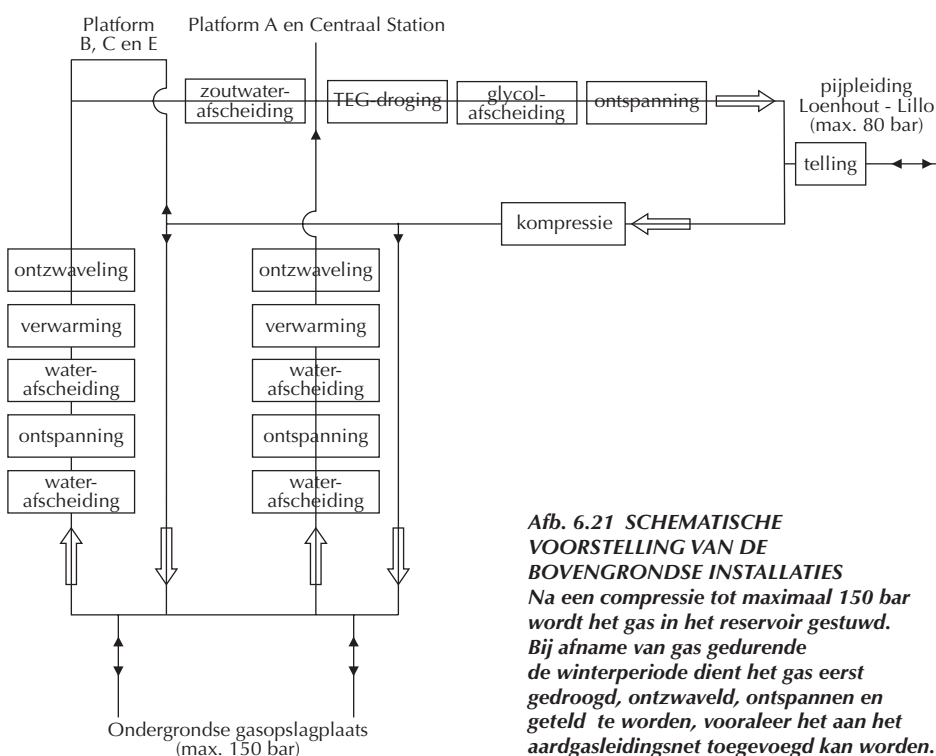 Platform
B, C en E
Platform A en Centraal Station
zoutwater-
afscheiding
TEG-droging
glycol-
afscheiding
ontspanning
pijpleiding
Loenhout - Lillo
(max. 80 bar)
telling
kompressie
ontzwaveling
verwarming
water-
afscheiding
ontspanning
water-
afscheiding
ontzwaveling
verwarming
water-
afscheiding
ontspanning
water-
afscheiding
Ondergrondse gasopslagplaats
(max. 150 bar)
Afb. 6.21 SCHEMATISCHE
VOORSTELLING VAN DE
BOVENGRONDSE INSTALLATIES
Na een compressie tot maximaal 150 bar
wordt het gas in het reservoir gestuwd.
Bij afname van gas gedurende
de winterperiode dient het gas eerst
gedroogd, ontzwaveld, ontspannen en
geteld te worden, vooraleer het aan het
aardgasleidingsnet toegevoegd kan worden.